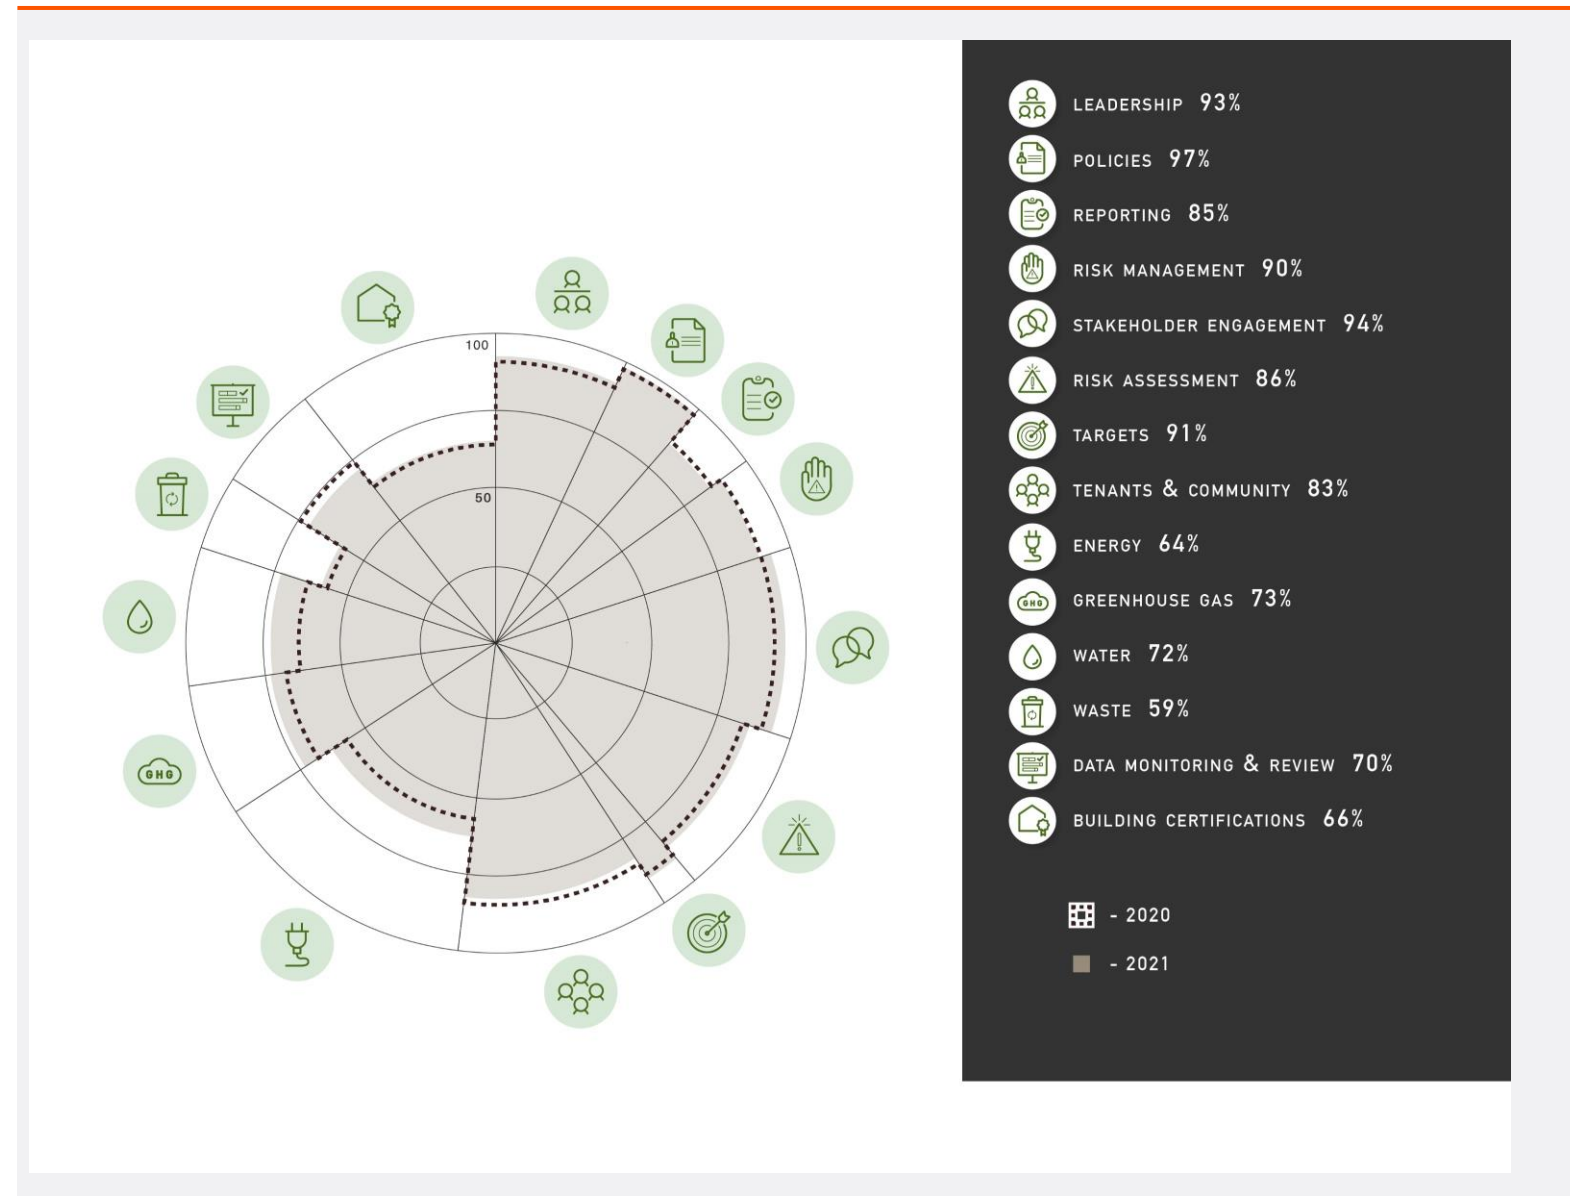 100
50
GHG
LEADERSHIP 93%
POLICIES 97%
REPORTING 85%
RISK MANAGEMENT 90%
STAKEHOLDER ENGAGEMENT 94%
RISK ASSESSMENT 86%
TARGETS 91%
TENANTS & COMMUNITY 83%
ENERGY 64%
GHG GREENHOUSE GAS 73%
WATER 72%
WASTE 59%
DATA MONITORING & REVIEW 70%
BUILDING CERTIFICATIONS 66%
- 2020
- 2021